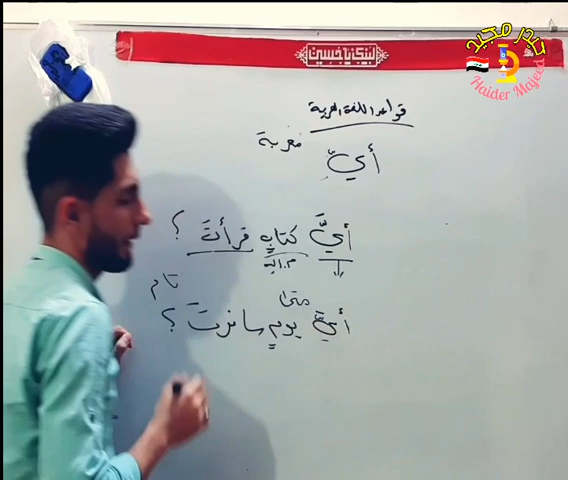 لبيك يا حسين
حيدر مجيد
Haider Majeed
قواعد اللغة العربية
معربة
أيّ
أيَّ كتابٍ قرأتَ ؟
م. إليه
تام
متى
أيَّ يومٍ سافرتَ ؟